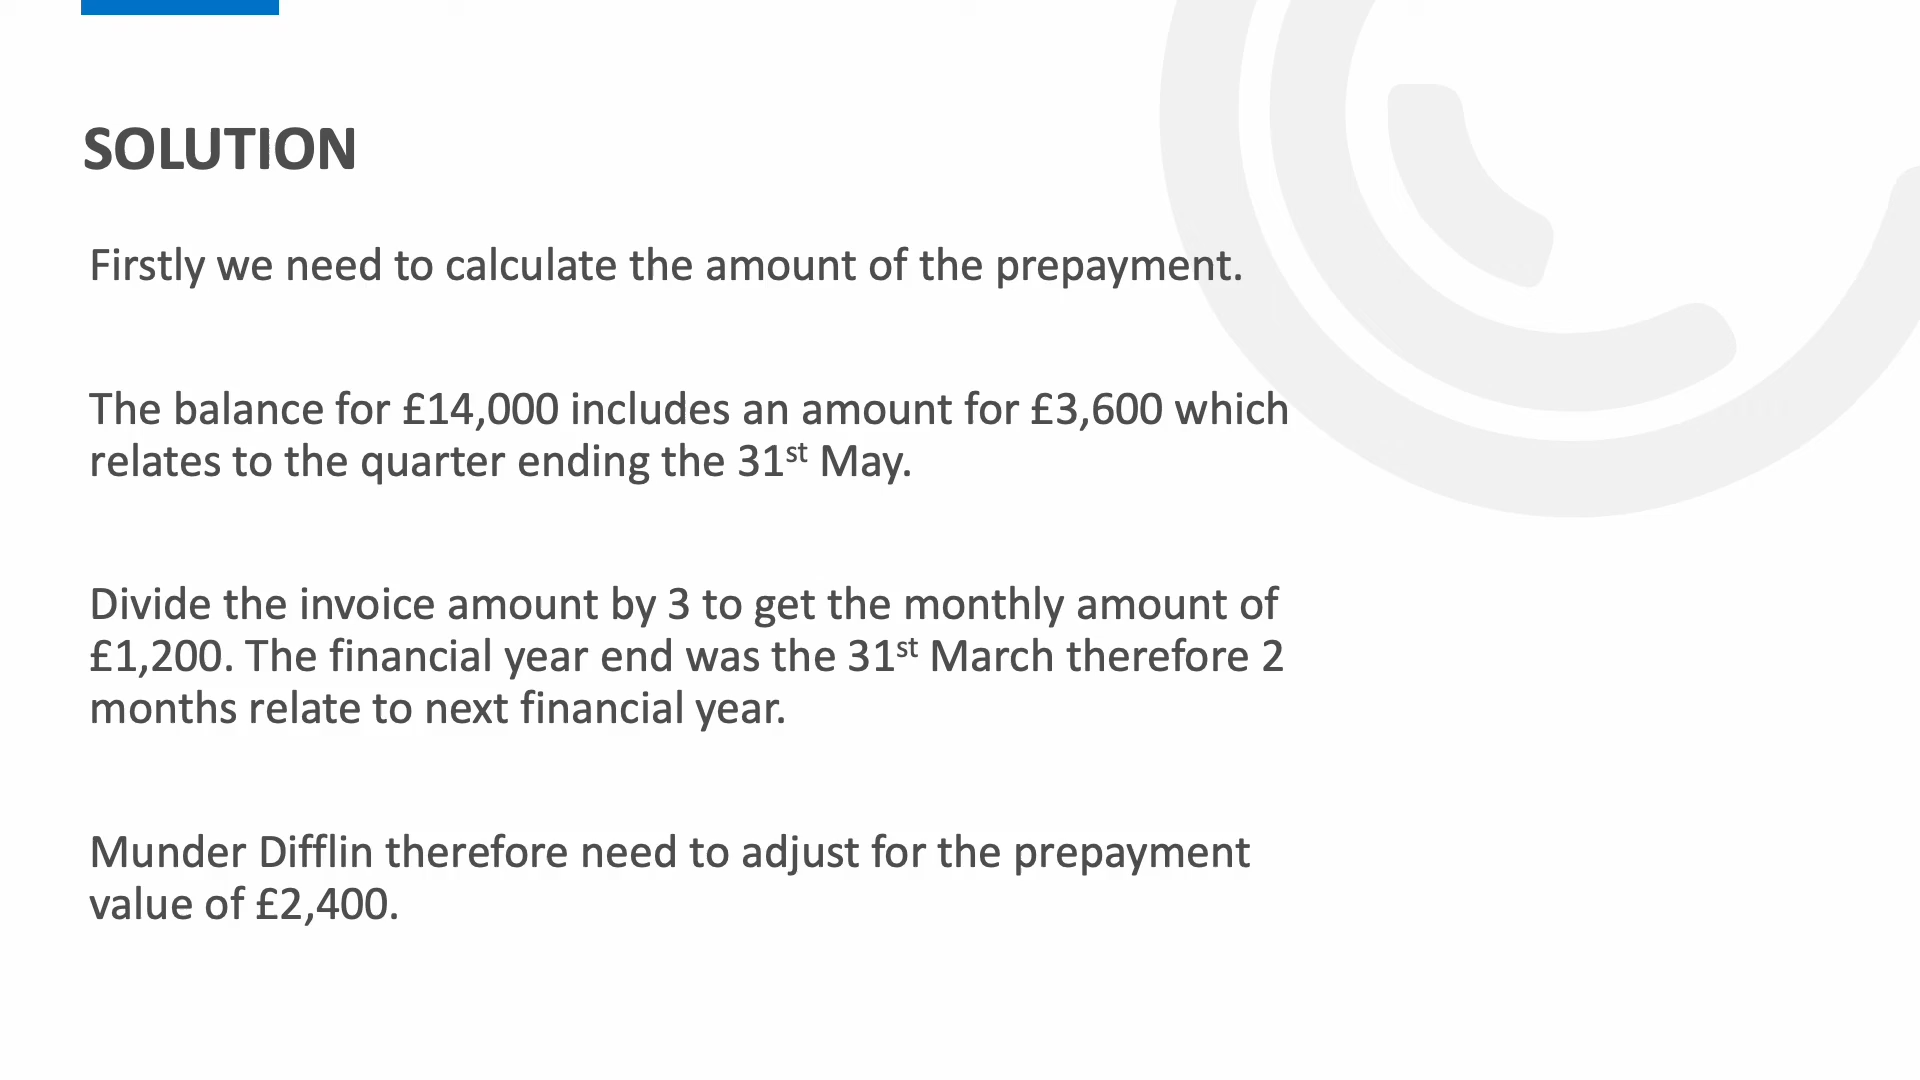 SOLUTION
Firstly we need to calculate the amount of the prepayment.
The balance for £14,000 includes an amount for £3,600 which
relates to the quarter ending the 31st May.
Divide the invoice amount by 3 to get the monthly amount of
£1,200. The financial year end was the 31st March therefore 2
months relate to next financial year.
Munder Difflin therefore need to adjust for the prepayment
value of £2,400.